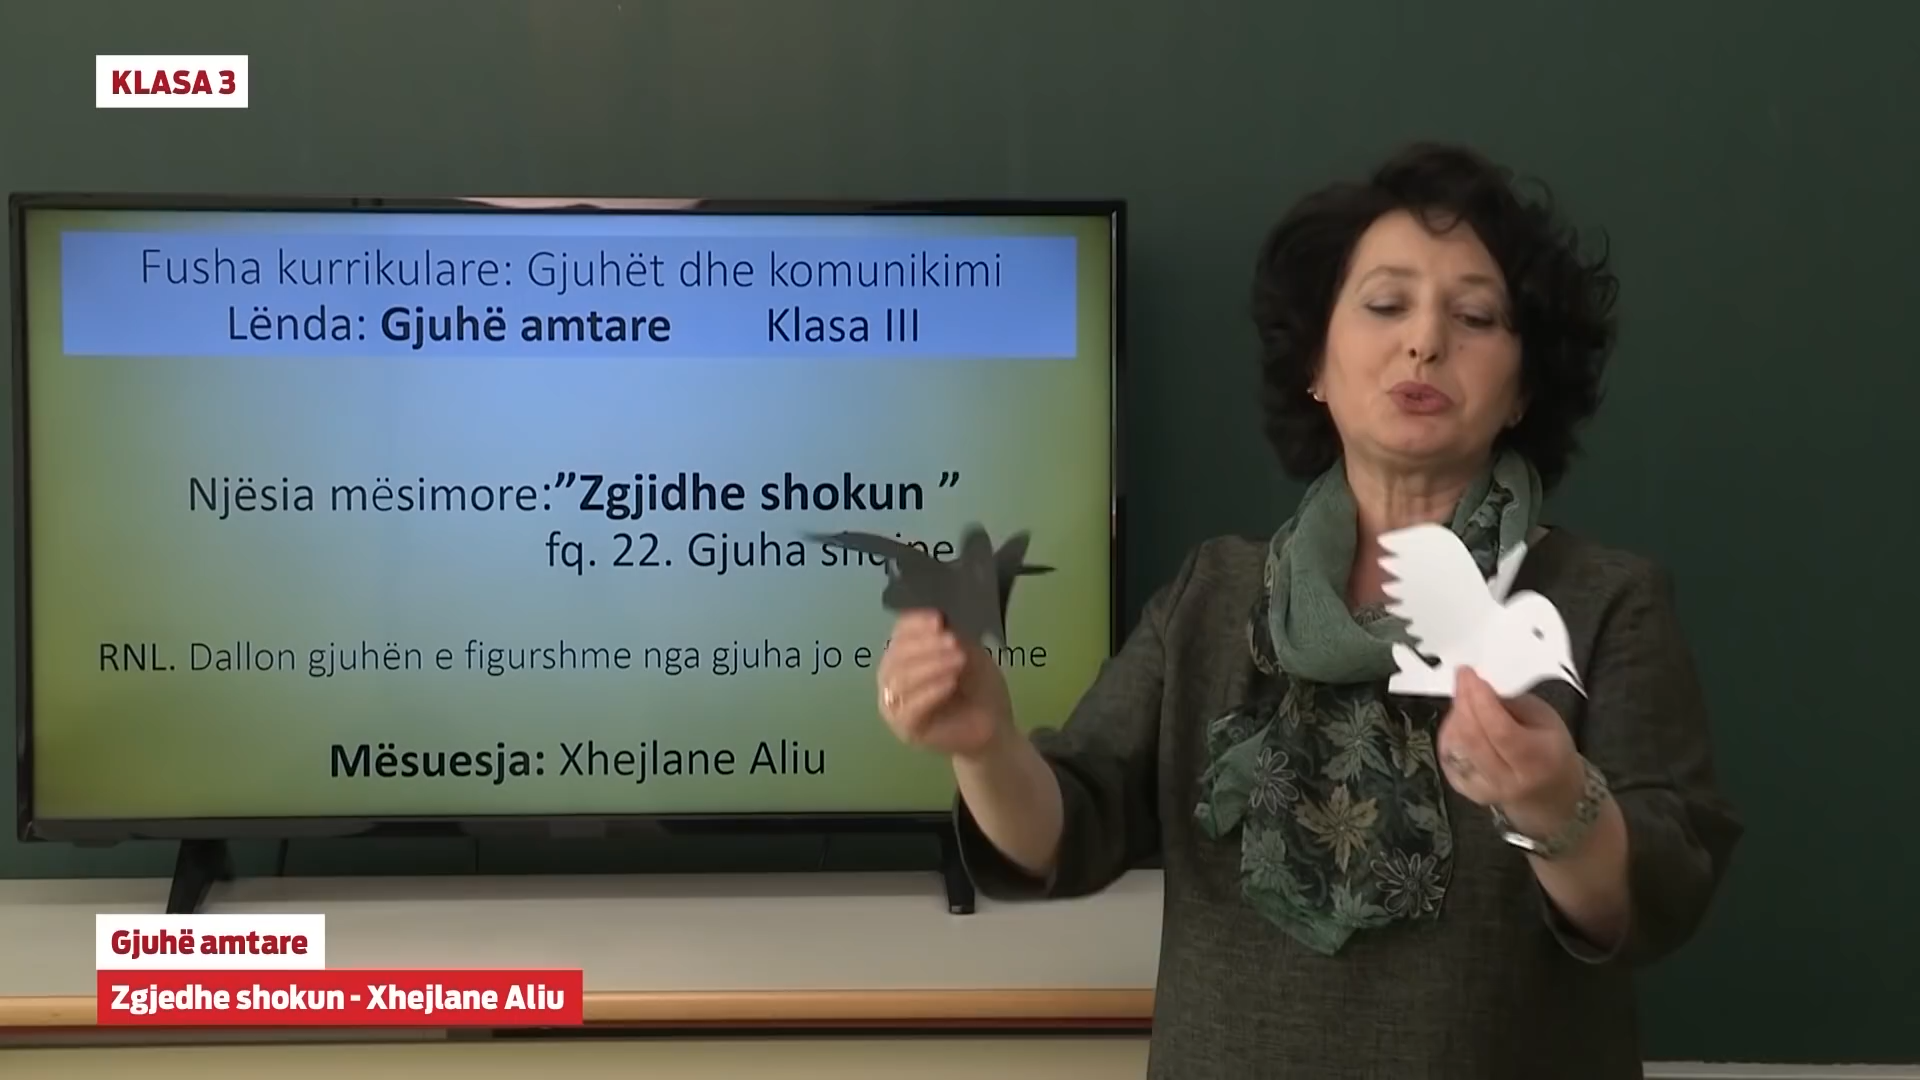 KLASA 3
Fusha kurrikulare: Gjuhët dhe komunikimi
Lënda: Gjuhë amtare Klasa III
Njësia mësimore:”Zgjidhe shokun ”
fq. 22. Gjuha shqipe
RNL. Dallon gjuhën e figurshme nga gjuha jo e
Mësuesja: Xhejlane Aliu
Gjuhë amtare
Zgjedhe shokun - Xhejlane Aliu